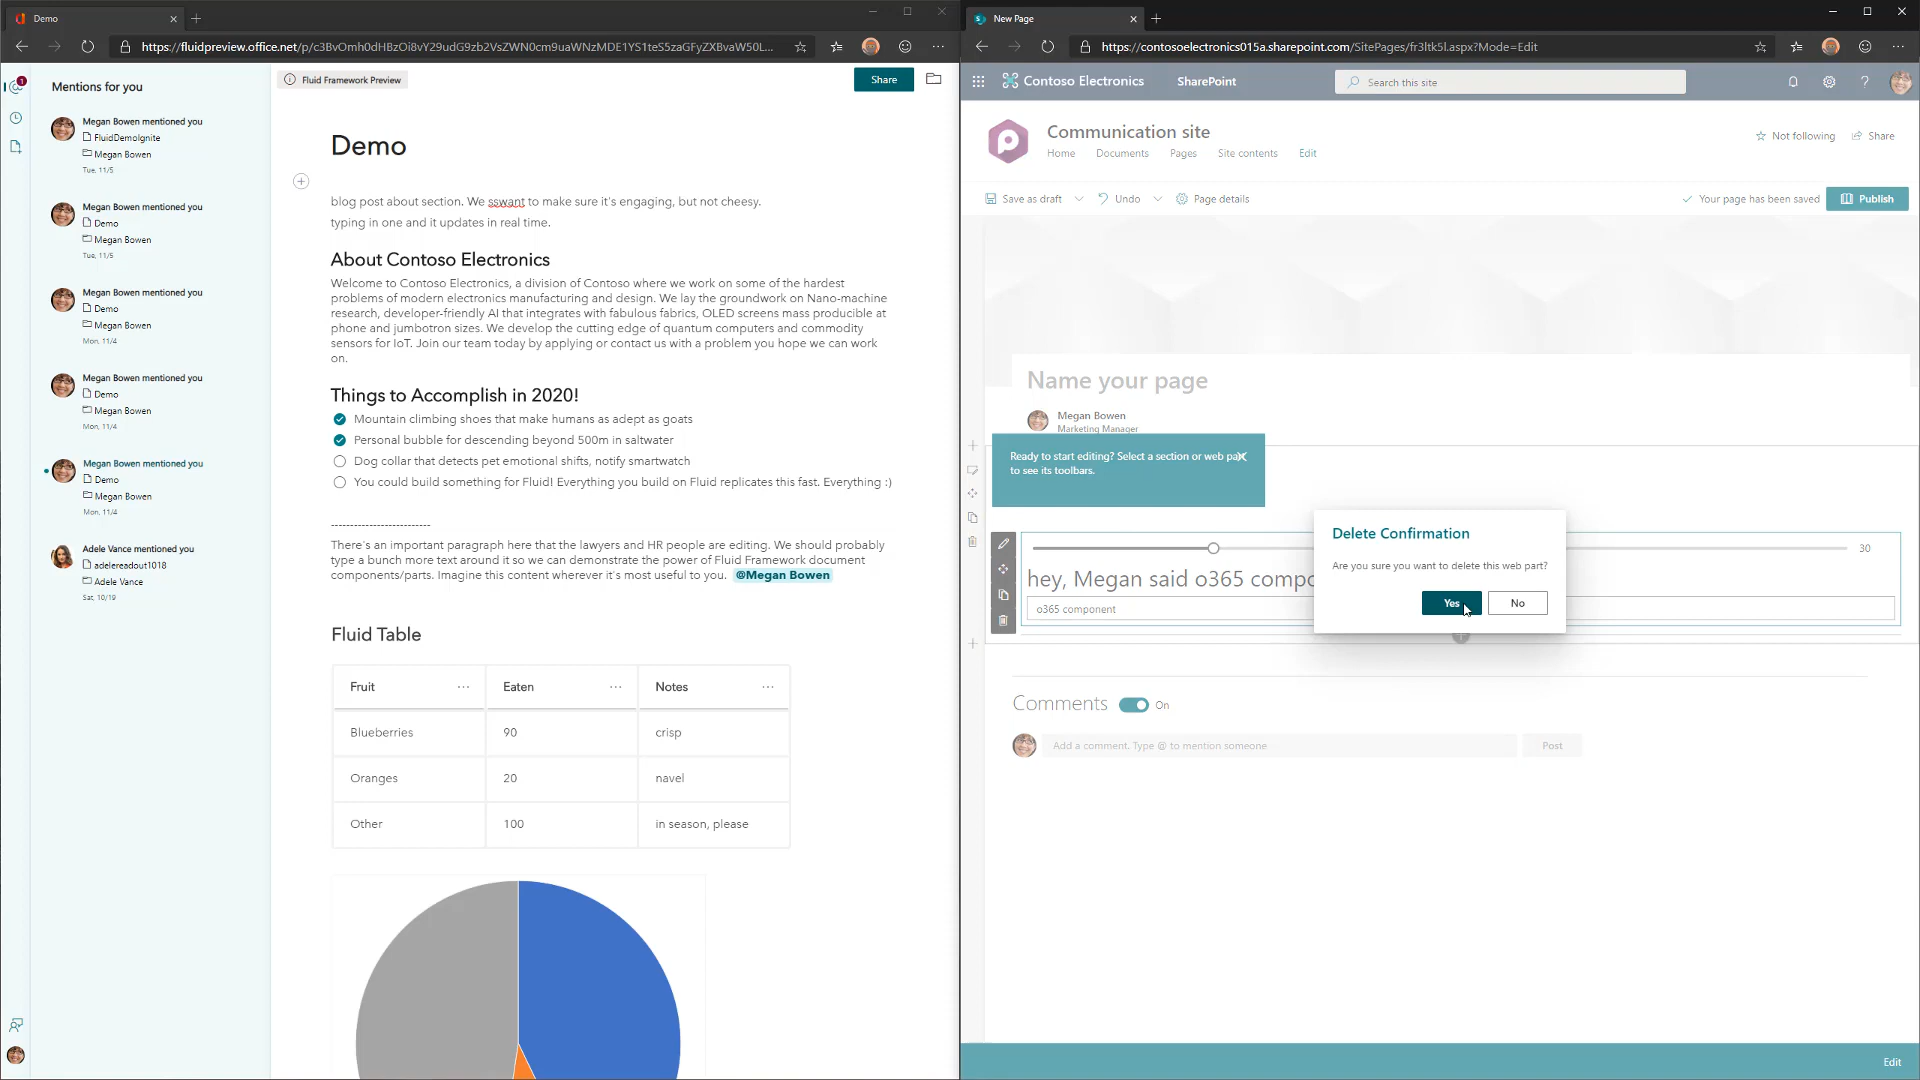 Demo
https://fluidpreview.office.net/p/c3BvOmh0dHBzOi8vY29udG9zb2VsZWN0cm9uaWNzMDE1YS1teS5zaGFyZXBvaW50L...
Mentions for you
1
Megan Bowen mentioned you
FluidDemoIgnite
Megan Bowen
Tue, 11/5
Megan Bowen mentioned you
Demo
Megan Bowen
Tue, 11/5
Megan Bowen mentioned you
Demo
Megan Bowen
Mon, 11/4
Megan Bowen mentioned you
Demo
Megan Bowen
Mon, 11/4
Megan Bowen mentioned you
Demo
Megan Bowen
Mon, 11/4
Adele Vance mentioned you
adelereadout1018
Adele Vance
Sat, 10/19
Fluid Framework Preview
Share
Demo
blog post about section. We sswant to make sure it's engaging, but not cheesy.
typing in one and it updates in real time.
About Contoso Electronics
Welcome to Contoso Electronics, a division of Contoso where we work on some of the hardest
problems of modern electronics manufacturing and design. We lay the groundwork on Nano-machine
research, developer-friendly AI that integrates with fabulous fabrics, OLED screens mass producible at
phone and jumbotron sizes. We develop the cutting edge of quantum computers and commodity
sensors for IoT. Join our team today by applying or contact us with a problem you hope we can work
on.
Things to Accomplish in 2020!
Mountain climbing shoes that make humans as adept as goats
Personal bubble for descending beyond 500m in saltwater
Dog collar that detects pet emotional shifts, notify smartwatch
You could build something for Fluid! Everything you build on Fluid replicates this fast. Everything :)
--------------------------
There's an important paragraph here that the lawyers and HR people are editing. We should probably
type a bunch more text around it so we can demonstrate the power of Fluid Framework document
components/parts. Imagine this content wherever it's most useful to you. @Megan Bowen
Fluid Table
Fruit Eaten Notes
Blueberries 90 crisp
Oranges 20 navel
Other 100 in season, please
New Page
https://contosoelectronics015a.sharepoint.com/SitePages/fr3ltk5l.aspx?Mode=Edit
Contoso Electronics SharePoint Search this site
Communication site
Home Documents Pages Site contents Edit
Not following Share
Save as draft Undo Page details Your page has been saved Publish
Name your page
Megan Bowen
Marketing Manager
Ready to start editing? Select a section or web pa
to see its toolbars.
30
hey, Megan said o365 compo
o365 component
Delete Confirmation
Are you sure you want to delete this web part?
Yes No
Comments On
Add a comment. Type @ to mention someone Post
Edit